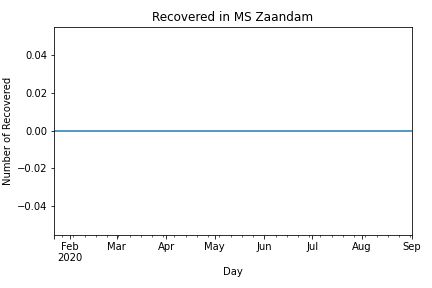 Recovered in MS Zaandam
Number of Recovered
0.04
0.02
0.00
−0.02
−0.04
Feb Mar Apr May Jun Jul Aug Sep
2020
Day